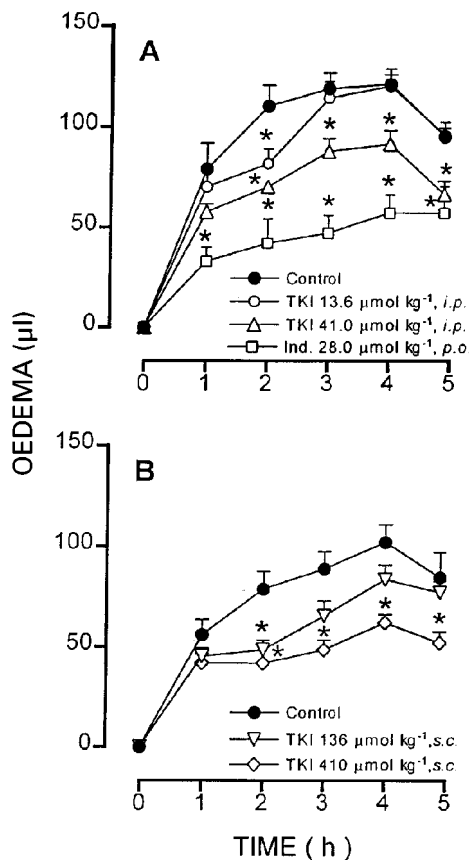 A
150
100
50
0
* * * *
* * * * *
*
Control
TKI 13.6 μmol kg⁻¹, i.p.
TKI 41.0 μmol kg⁻¹, i.p.
Ind. 28.0 μmol kg⁻¹, p.o.
0 1 2 3 4 5
OEDEMA (μl)
B
150
100
50
0
* * * *
*
Control
TKI 136 μmol kg⁻¹,s.c.
TKI 410 μmol kg⁻¹,s.c.
0 1 2 3 4 5
TIME ( h )